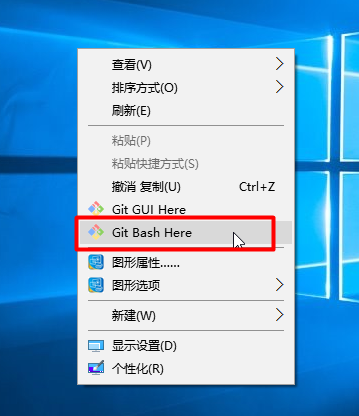 查看(V)
排序方式(O)
刷新(E)
粘贴(P)
粘贴快捷方式(S)
撤消 复制(U) Ctrl+Z
Git GUI Here
Git Bash Here
图形属性......
图形选项
新建(W)
显示设置(D)
个性化(R)